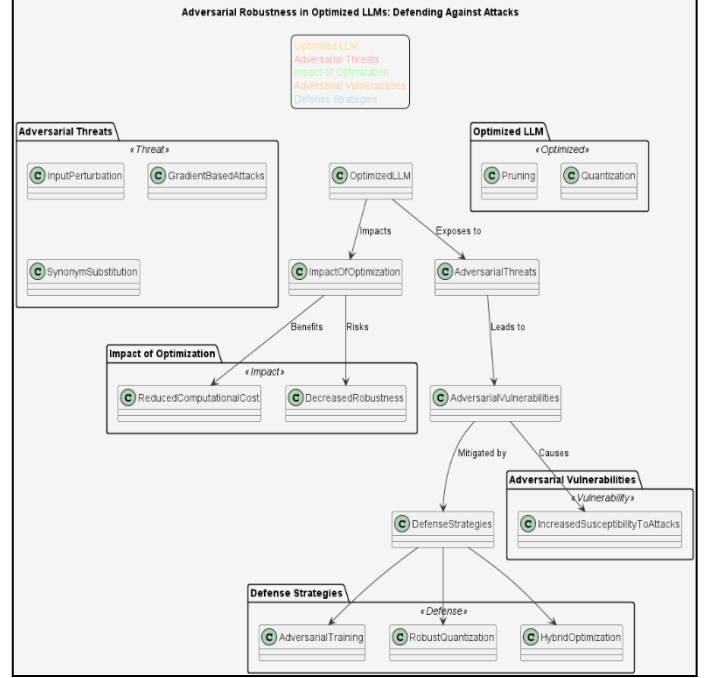 Adversarial Robustness in Optimized LLMs: Defending Against Attacks
Optimized LLM
Adversarial Threats
Impact of Optimization
Adversarial Vulnerabilities
Defense Strategies
Adversarial Threats
«Threat»
C InputPerturbation
C GradientBasedAttacks
C SynonymSubstitution
Optimized LLM
«Optimized»
C Pruning
C Quantization
C OptimizedLLM
Impacts
Exposes to
C ImpactOfOptimization
C AdversarialThreats
Benefits
Risks
Leads to
Impact of Optimization
«Impact»
C ReducedComputationalCost
C DecreasedRobustness
C AdversarialVulnerabilities
Mitigated by
Causes
Adversarial Vulnerabilities
«Vulnerability»
C IncreasedSusceptibilityToAttacks
C DefenseStrategies
Defense Strategies
«Defense»
C AdversarialTraining
C RobustQuantization
C HybridOptimization